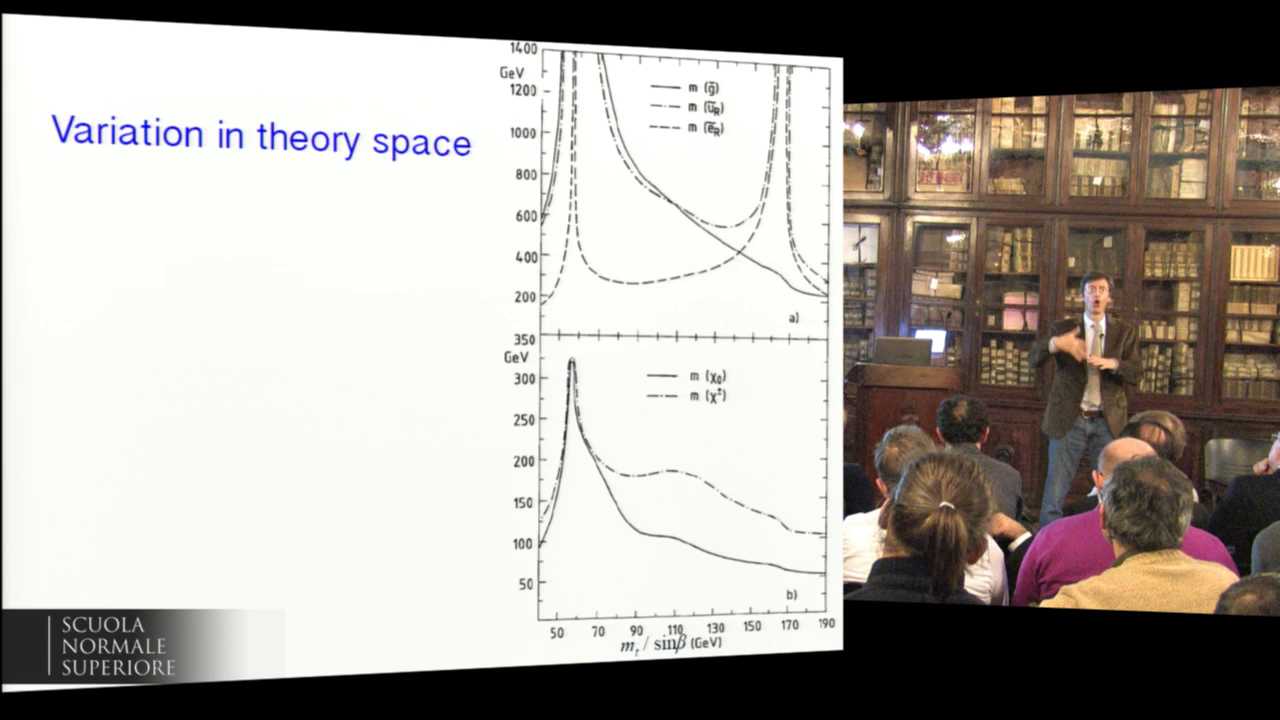 Variation in theory space
1400
GeV
1200
1000
800
600
400
200
m (g̃)
m (ũR)
m (ẽR)
a)
350
GeV
300
250
200
150
100
50
m (χ0)
m (χ±)
b)
50 70 90 110 130 150 170 190
mt / sinβ (GeV)
SCUOLA
NORMALE
SUPERIORE